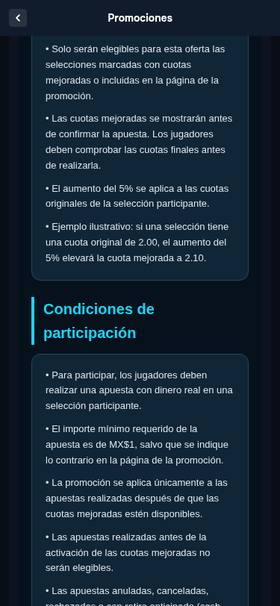 Promociones
• Solo serán elegibles para esta oferta las
selecciones marcadas con cuotas
mejoradas o incluidas en la página de la
promoción.
• Las cuotas mejoradas se mostrarán antes
de confirmar la apuesta. Los jugadores
deben comprobar las cuotas finales antes
de realizarla.
• El aumento del 5% se aplica a las cuotas
originales de la selección participante.
• Ejemplo ilustrativo: si una selección tiene
una cuota original de 2.00, el aumento del
5% elevará la cuota mejorada a 2.10.
Condiciones de
participación
• Para participar, los jugadores deben
realizar una apuesta con dinero real en una
selección participante.
• El importe mínimo requerido de la
apuesta es de MX$1, salvo que se indique
lo contrario en la página de la promoción.
• La promoción se aplica únicamente a las
apuestas realizadas después de que las
cuotas mejoradas estén disponibles.
• Las apuestas realizadas antes de la
activación de las cuotas mejoradas no
serán elegibles.
• Las apuestas anuladas, canceladas,
rechazadas o con retiro anticipado (cash